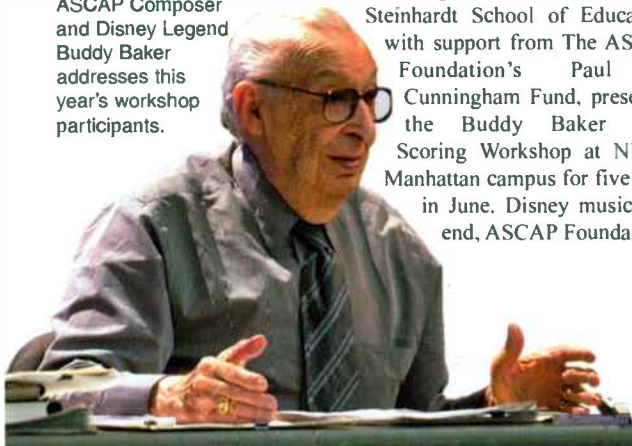 ASCAP Composer
and Disney Legend
Buddy Baker
addresses this
year's workshop
participants.
Steinhardt School of Educa
with support from The AS
Foundation's Paul
Cunningham Fund, prese
the Buddy Baker
Scoring Workshop at N
Manhattan campus for five
in June. Disney music
end, ASCAP Founda